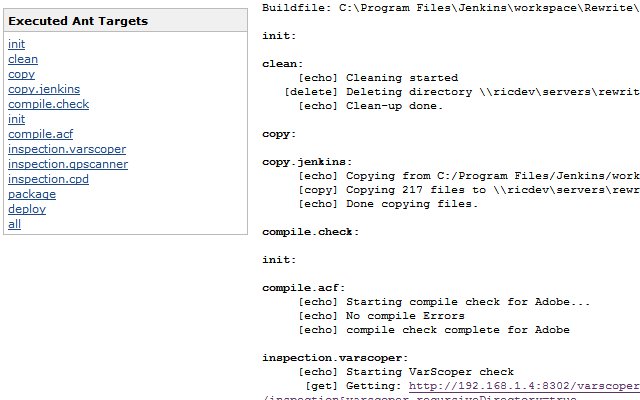 Executed Ant Targets
init
clean
copy
copy.jenkins
compile.check
init
compile.acf
inspection.varscoper
inspection.qpscanner
inspection.cpd
package
deploy
all
Buildfile: C:\Program Files\Jenkins\workspace\Rewrite\
init:
clean:
[echo] Cleaning started
[delete] Deleting directory \\ricdev\servers\rewrit
[echo] Clean-up done.
copy:
copy.jenkins:
[echo] Copying from C:/Program Files/Jenkins/work
[copy] Copying 217 files to \\ricdev\servers\rewr
[echo] Done copying files.
compile.check:
init:
compile.acf:
[echo] Starting compile check for Adobe...
[echo] No compile Errors
[echo] compile check complete for Adobe
inspection.varscoper:
[echo] Starting VarScoper check
[get] Getting: http://192.168.1.4:8302/varscoper
/inspection&varscoper.recursiveDirectory=true